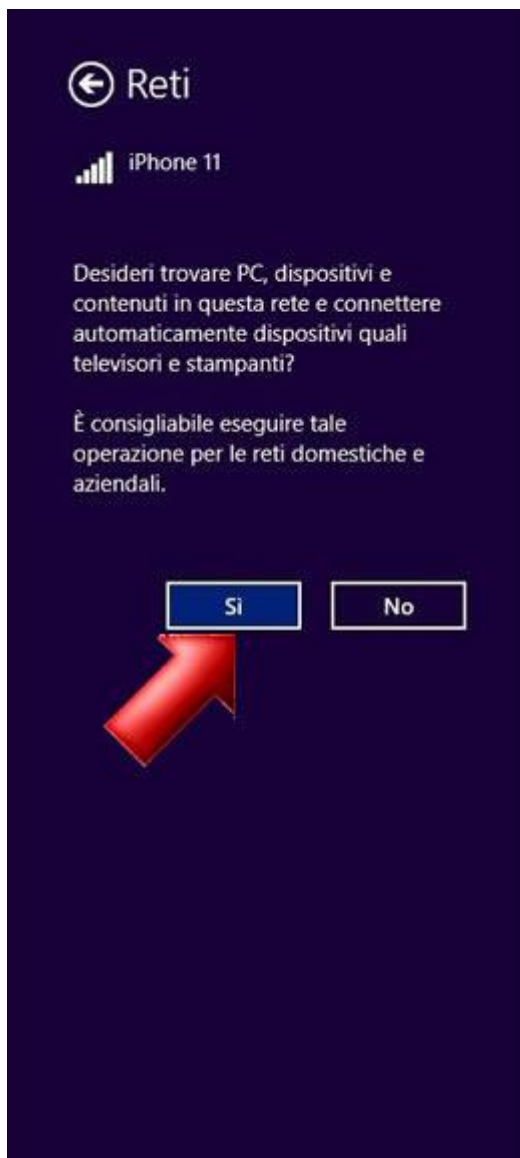 Reti
iPhone 11
Desideri trovare PC, dispositivi e
contenuti in questa rete e connettere
automaticamente dispositivi quali
televisori e stampanti?
È consigliabile eseguire tale
operazione per le reti domestiche e
aziendali.
Sì
No